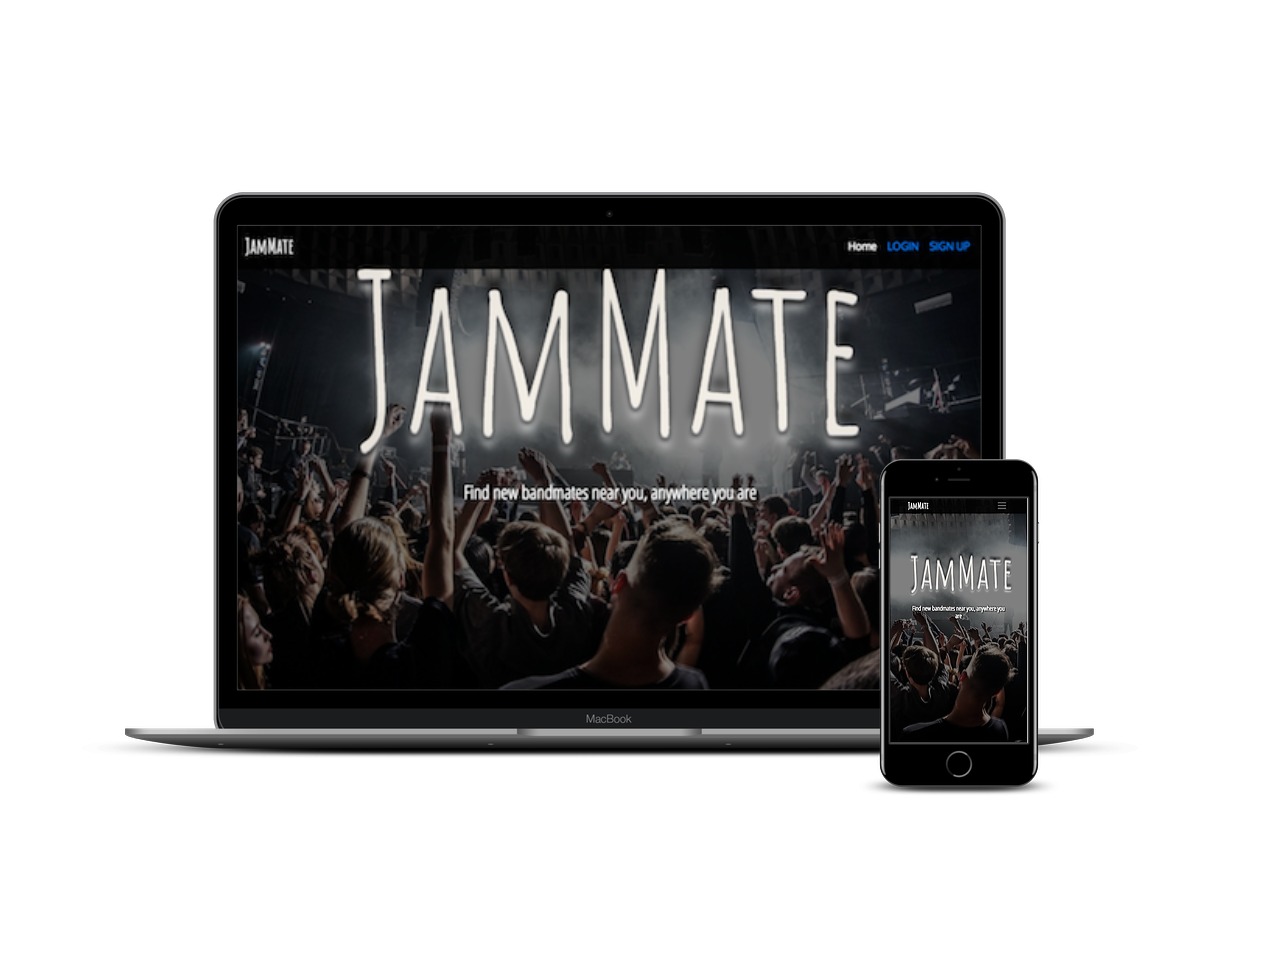 JAMMATE
Home LOGIN SIGN UP
JAMMATE
Find new bandmates near you, anywhere you are
MacBook
JAMMATE
JAMMATE
Find new bandmates near you, anywhere you
are